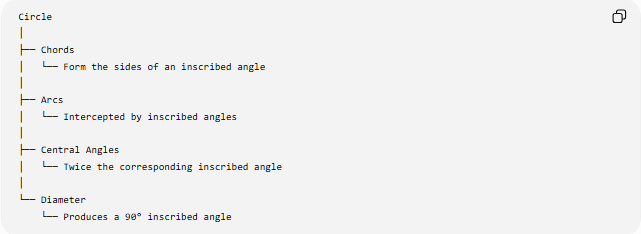 Circle
│
├── Chords
│   └── Form the sides of an inscribed angle
│
├── Arcs
│   └── Intercepted by inscribed angles
│
├── Central Angles
│   └── Twice the corresponding inscribed angle
│
└── Diameter
    └── Produces a 90° inscribed angle